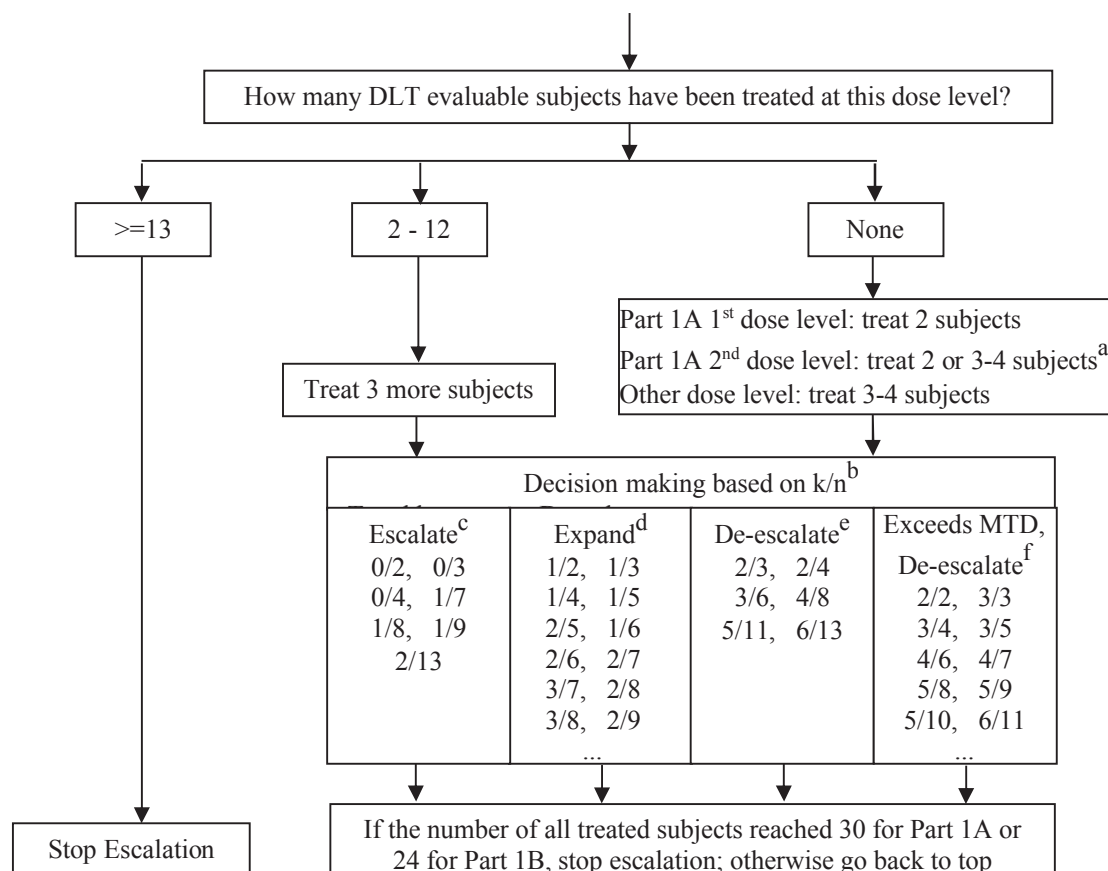 How many DLT evaluable subjects have been treated at this dose level?
>=13
2 - 12
None
Part 1A 1st dose level: treat 2 subjects
Part 1A 2nd dose level: treat 2 or 3-4 subjectsa
Other dose level: treat 3-4 subjects
Treat 3 more subjects
Decision making based on k/nb
Escalatec
0/2, 0/3
0/4, 1/7
1/8, 1/9
2/13
Expandd
1/2, 1/3
1/4, 1/5
2/5, 1/6
2/6, 2/7
3/7, 2/8
3/8, 2/9
...
De-escalatee
2/3, 2/4
3/6, 4/8
5/11, 6/13
Exceeds MTD,
De-escalatef
2/2, 3/3
3/4, 3/5
4/6, 4/7
5/8, 5/9
5/10, 6/11
...
Stop Escalation
If the number of all treated subjects reached 30 for Part 1A or
24 for Part 1B, stop escalation; otherwise go back to top